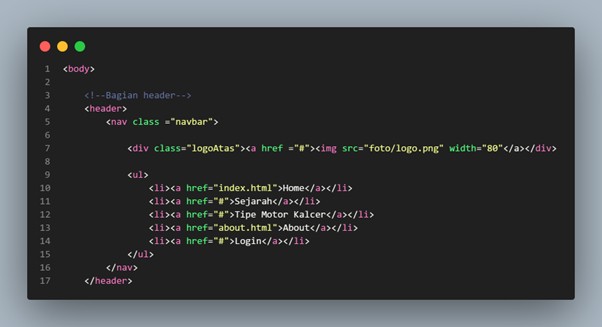 1 <body>
2
3 <!--Bagian header-->
4 <header>
5 <nav class ="navbar">
6
7 <div class="logoAtas"><a href ="#"><img src="foto/logo.png" width="80"</a></div>
8
9 <ul>
10 <li><a href="index.html">Home</a></li>
11 <li><a href="#">Sejarah</a></li>
12 <li><a href="#">Tipe Motor Kalcer</a></li>
13 <li><a href="about.html">About</a></li>
14 <li><a href="#">Login</a></li>
15 </ul>
16 </nav>
17 </header>